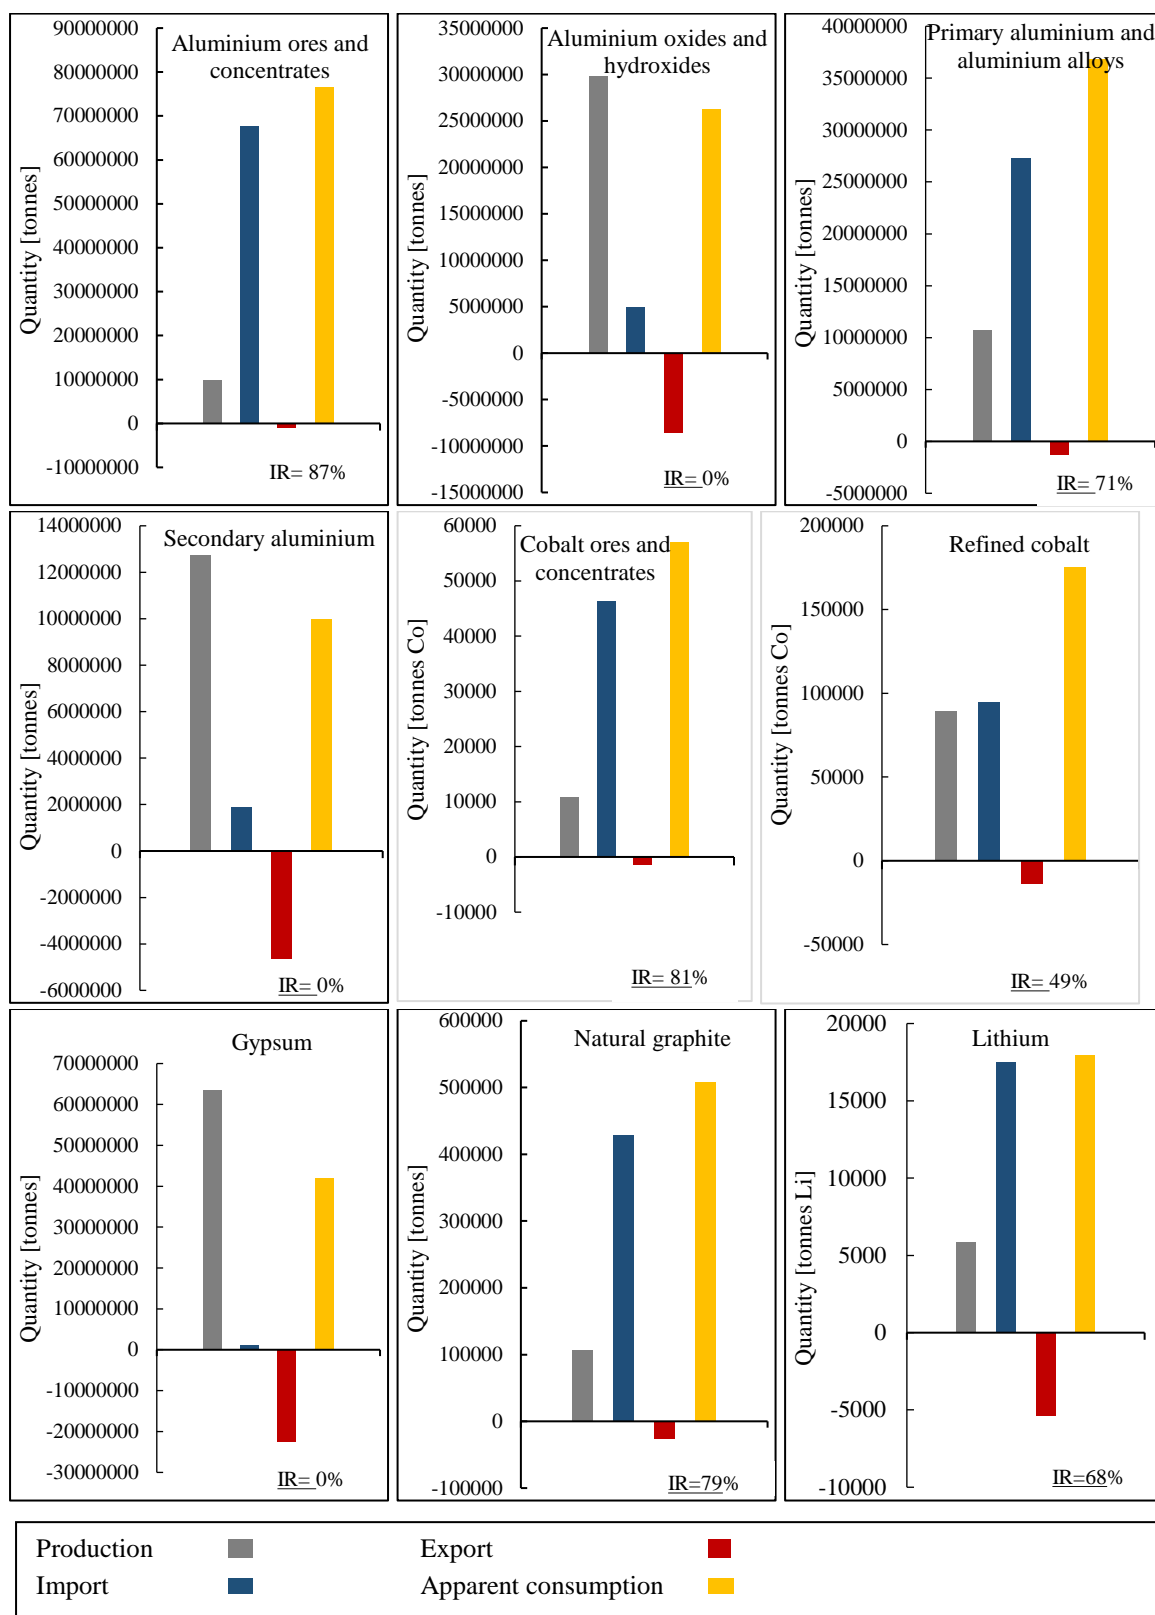 Aluminium ores and
concentrates
Quantity [tonnes]
90000000
80000000
70000000
60000000
50000000
40000000
30000000
20000000
10000000
0
-10000000
IR= 87%
Aluminium oxides and
hydroxides
Quantity [tonnes]
35000000
30000000
25000000
20000000
15000000
10000000
5000000
0
-5000000
-10000000
-15000000
IR= 0%
Primary aluminium and
aluminium alloys
Quantity [tonnes]
40000000
35000000
30000000
25000000
20000000
15000000
10000000
5000000
0
-5000000
IR= 71%
Secondary aluminium
Quantity [tonnes]
14000000
12000000
10000000
8000000
6000000
4000000
2000000
0
-2000000
-4000000
-6000000
IR= 0%
Cobalt ores and
concentrates
Quantity [tonnes Co]
60000
50000
40000
30000
20000
10000
0
-10000
IR= 81%
Refined cobalt
Quantity [tonnes Co]
200000
150000
100000
50000
0
-50000
IR= 49%
Gypsum
Quantity [tonnes]
70000000
60000000
50000000
40000000
30000000
20000000
10000000
0
-10000000
-20000000
-30000000
IR= 0%
Natural graphite
Quantity [tonnes]
600000
500000
400000
300000
200000
100000
0
-100000
IR=79%
Lithium
Quantity [tonnes Li]
20000
15000
10000
5000
0
-5000
-10000
IR=68%
Production
Export
Import
Apparent consumption